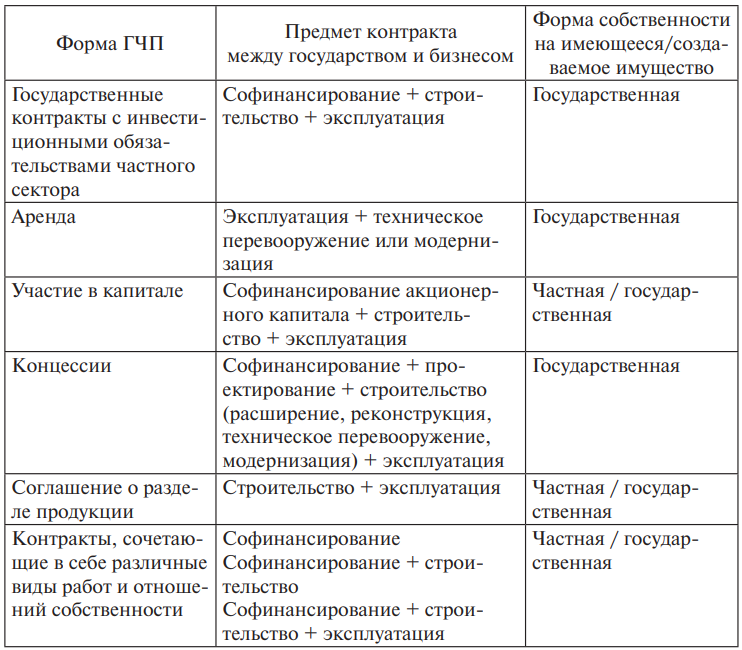 Форма ГЧП
Предмет контракта
между государством и бизнесом
Форма собственности
на имеющееся/созда-
ваемое имущество
Государственные
контракты с инвести-
ционными обяза-
тельствами частного
сектора
Софинансирование + строи-
тельство + эксплуатация
Государственная
Аренда
Эксплуатация + техническое
перевооружение или модерни-
зация
Государственная
Участие в капитале
Софинансирование акционер-
ного капитала + строитель-
ство + эксплуатация
Частная / государ-
ственная
Концессии
Софинансирование + про-
ектирование + строительство
(расширение, реконструкция,
техническое перевооружение,
модернизация) + эксплуатация
Государственная
Соглашение о разде-
ле продукции
Строительство + эксплуатация
Частная / государ-
ственная
Контракты, сочетаю-
щие в себе различные
виды работ и отноше-
ний собственности
Софинансирование
Софинансирование + строи-
тельство
Софинансирование + строи-
тельство + эксплуатация
Частная / государ-
ственная